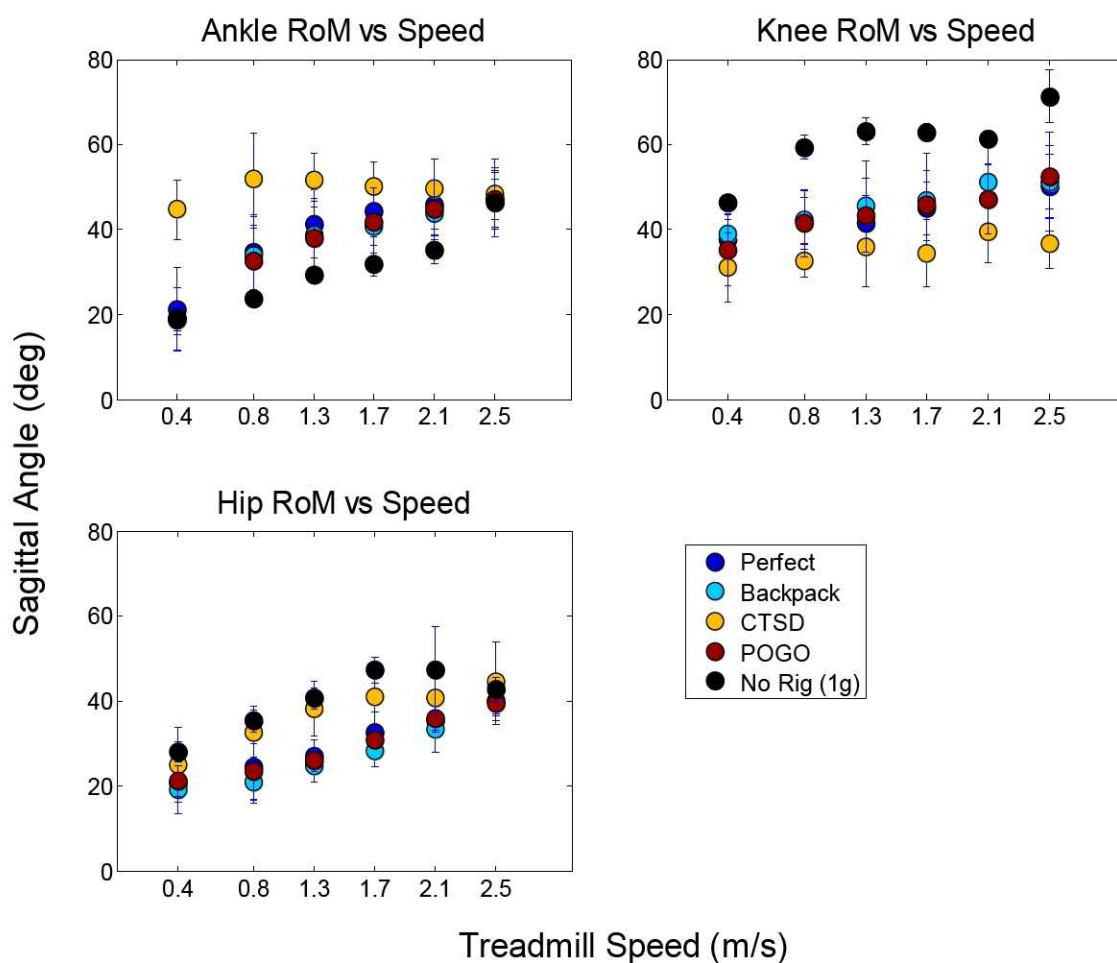 Ankle RoM vs Speed
80
60
40
20
0
0.4 0.8 1.3 1.7 2.1 2.5
Knee RoM vs Speed
80
60
40
20
0
0.4 0.8 1.3 1.7 2.1 2.5
Sagittal Angle (deg)
Hip RoM vs Speed
80
60
40
20
0
0.4 0.8 1.3 1.7 2.1 2.5
Perfect
Backpack
CTSD
POGO
No Rig (1g)
Treadmill Speed (m/s)